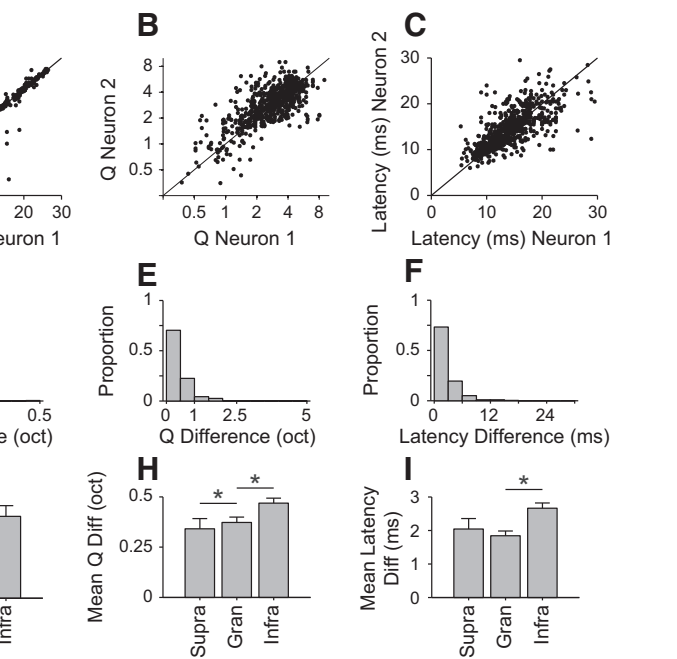 B
C
Q Neuron 2
8
4
2
1
0.5
0.5 1 2 4 8
Q Neuron 1
Latency (ms) Neuron 2
30
20
10
0
0 10 20 30
Latency (ms) Neuron 1
20 30
euron 1
E
F
Proportion
1
0.5
0
0 1 2.5 5
Q Difference (oct)
Proportion
1
0.5
0
0 12 24
Latency Difference (ms)
0.5
e (oct)
H
I
Mean Q Diff (oct)
0.5
0.25
0
* *
Supra
Gran
Infra
Mean Latency
Diff (ms)
3
2
1
0
*
Supra
Gran
Infra
Infra